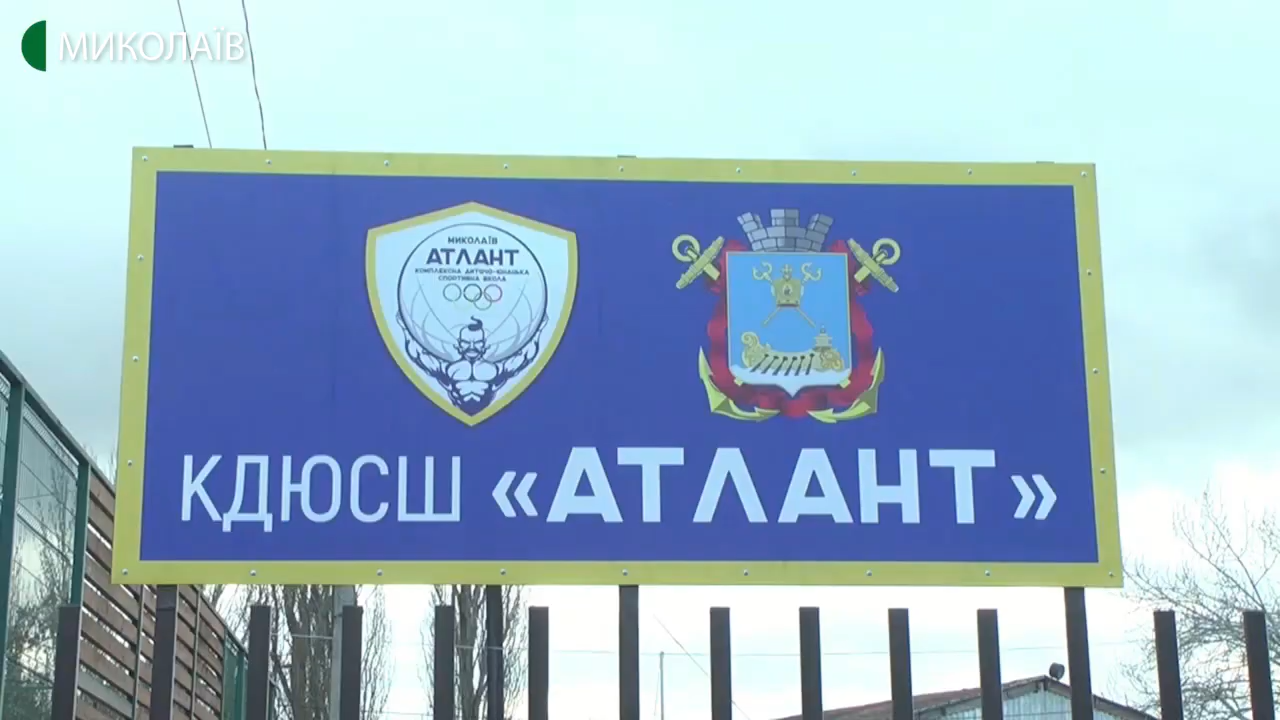 МИКОЛАЇВ
МИКОЛАЇВ
АТЛАНТ
КОМПЛЕКСНА ДИТЯЧО-ЮНАЦЬКА
СПОРТИВНА ШКОЛА
КДЮСШ «АТЛАНТ»